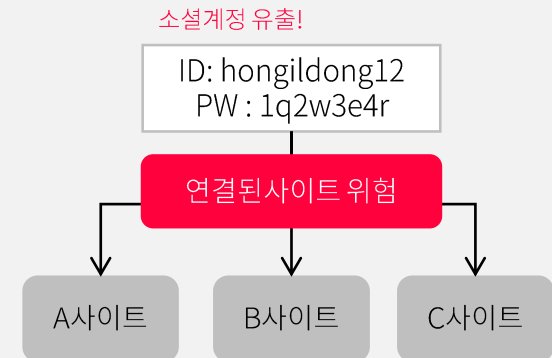 소셜계정 유출!
ID: hongildong12
PW : 1q2w3e4r
연결된사이트 위험
A사이트
B사이트
C사이트